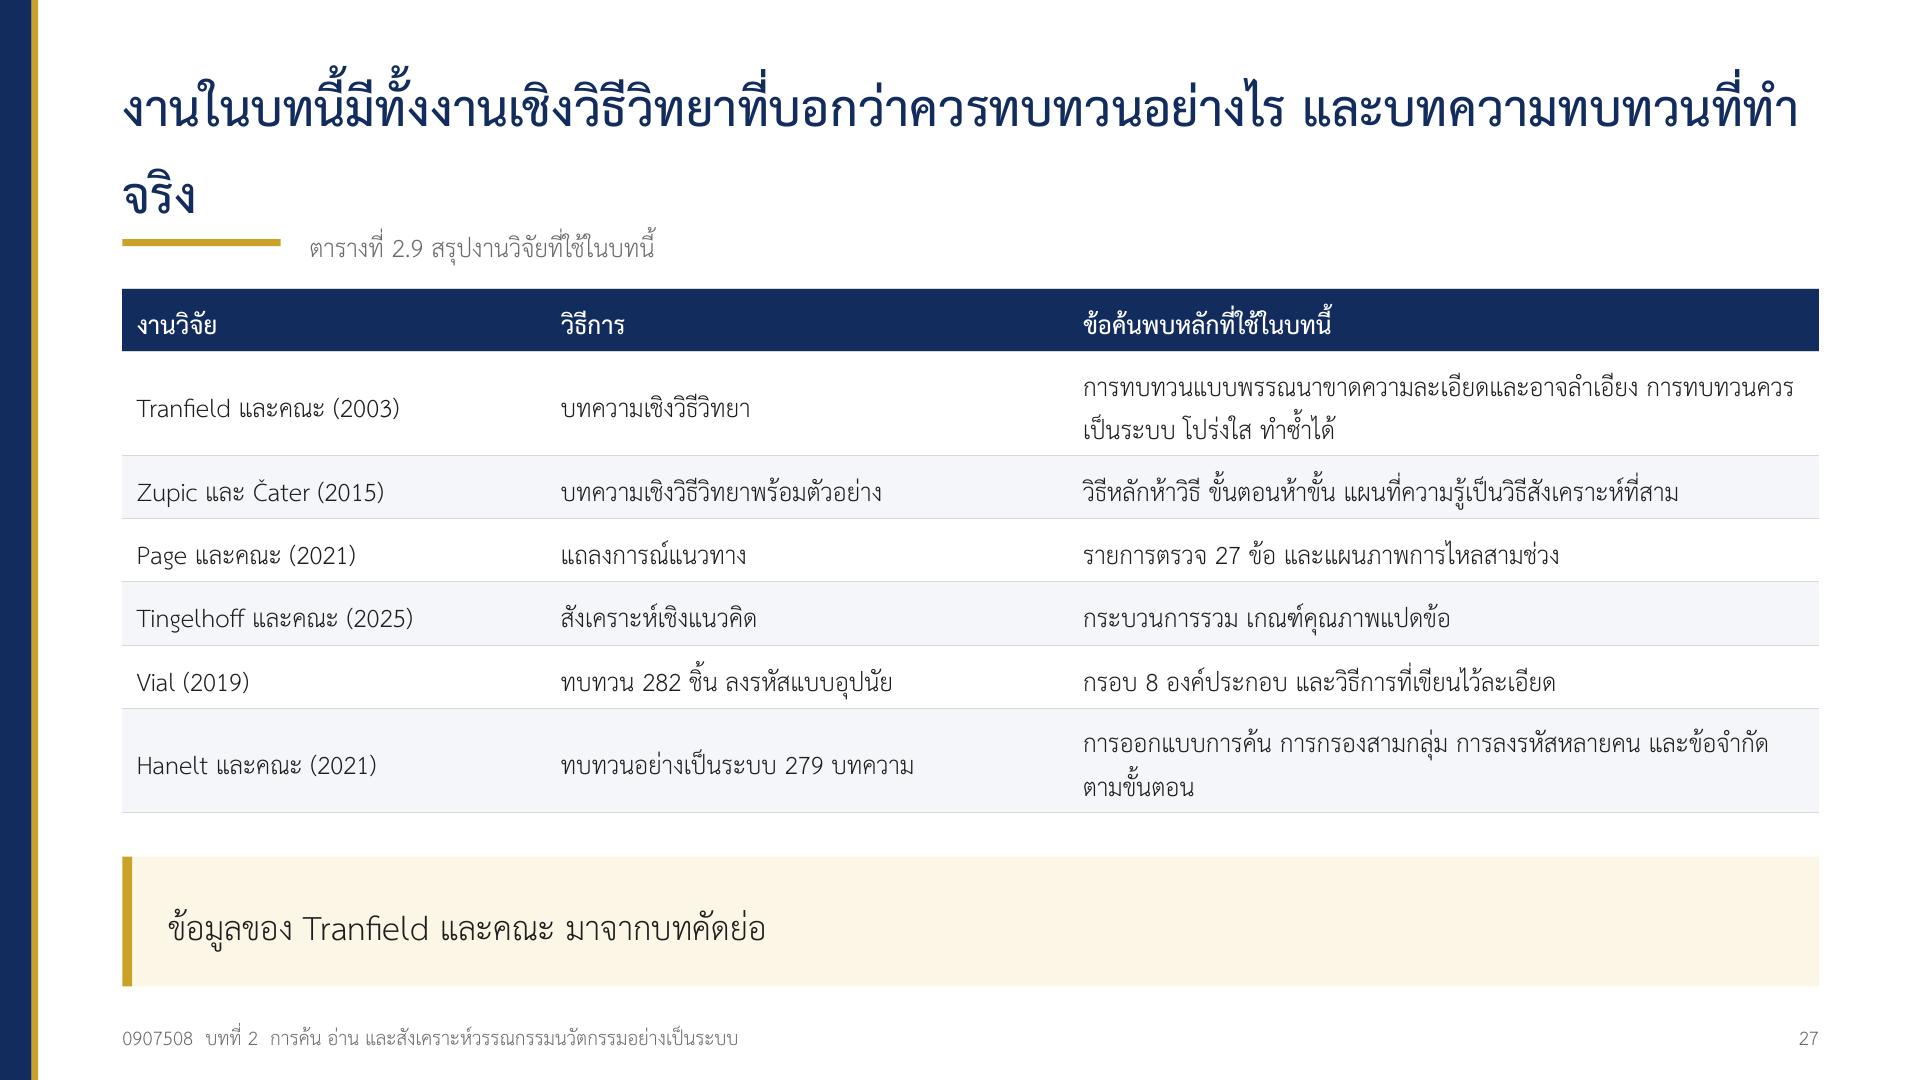 งานในบทนี้มีทั้งงานเชิงวิธีวิทยาที่บอกว่าควรทบทวนอย่างไร และบทความทบทวนที่ทำ
จริง
ตารางที่ 2.9 สรุปงานวิจัยที่ใช้ในบทนี้
งานวิจัย วิธีการ ข้อค้นพบหลักที่ใช้ในบทนี้
Tranfield และคณะ (2003) บทความเชิงวิธีวิทยา การทบทวนแบบพรรณนาขาดความละเอียดและอาจลำเอียง การทบทวนควร
เป็นระบบ โปร่งใส ทำซ้ำได้
Zupic และ Čater (2015) บทความเชิงวิธีวิทยาพร้อมตัวอย่าง วิธีหลักห้าวิธี ขั้นตอนห้าขั้น แผนที่ความรู้เป็นวิธีสังเคราะห์ที่สาม
Page และคณะ (2021) แถลงการณ์แนวทาง รายการตรวจ 27 ข้อ และแผนภาพการไหลสามช่วง
Tingelhoff และคณะ (2025) สังเคราะห์เชิงแนวคิด กระบวนการรวม เกณฑ์คุณภาพแปดข้อ
Vial (2019) ทบทวน 282 ชิ้น ลงรหัสแบบอุปนัย กรอบ 8 องค์ประกอบ และวิธีการที่เขียนไว้ละเอียด
Hanelt และคณะ (2021) ทบทวนอย่างเป็นระบบ 279 บทความ การออกแบบการค้น การกรองสามกลุ่ม การลงรหัสหลายคน และข้อจำกัด
ตามขั้นตอน
ข้อมูลของ Tranfield และคณะ มาจากบทคัดย่อ
0907508 บทที่ 2 การค้น อ่าน และสังเคราะห์วรรณกรรมนวัตกรรมอย่างเป็นระบบ 27